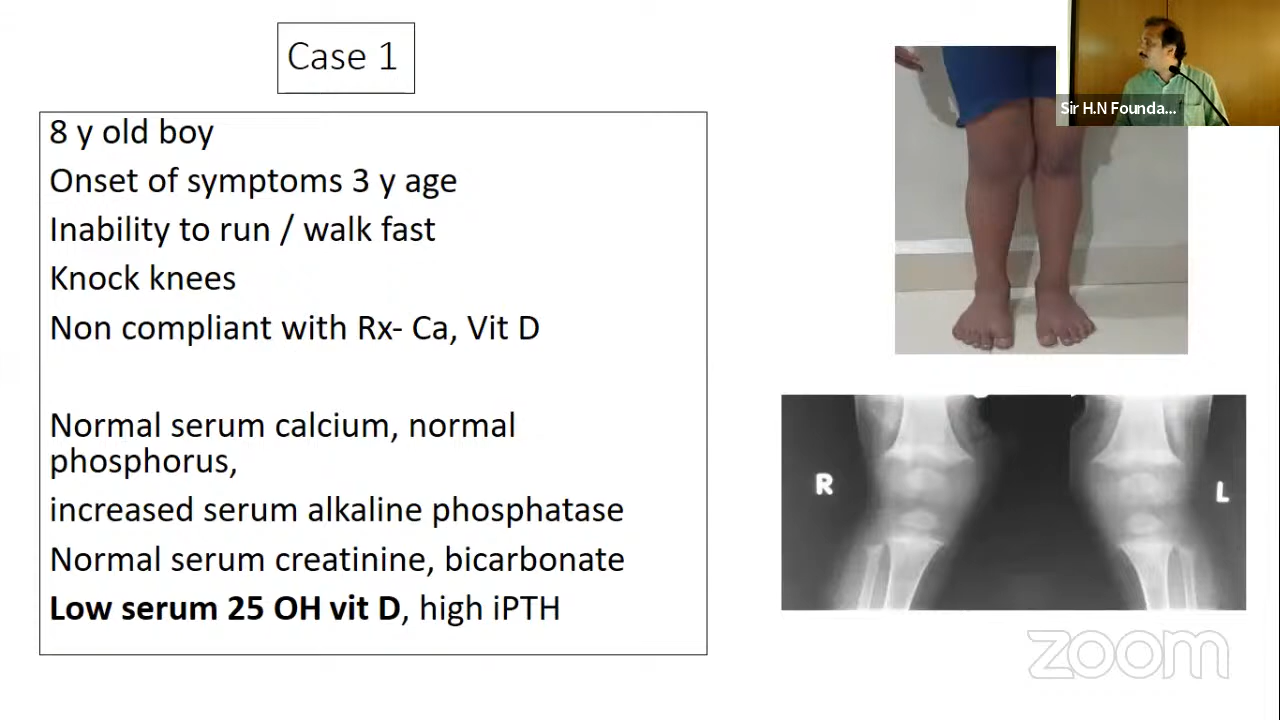 Case 1
8 y old boy
Onset of symptoms 3 y age
Inability to run / walk fast
Knock knees
Non compliant with Rx- Ca, Vit D
Normal serum calcium, normal
phosphorus,
increased serum alkaline phosphatase
Normal serum creatinine, bicarbonate
Low serum 25 OH vit D, high iPTH
Sir H.N Founda...
R
L
zoom